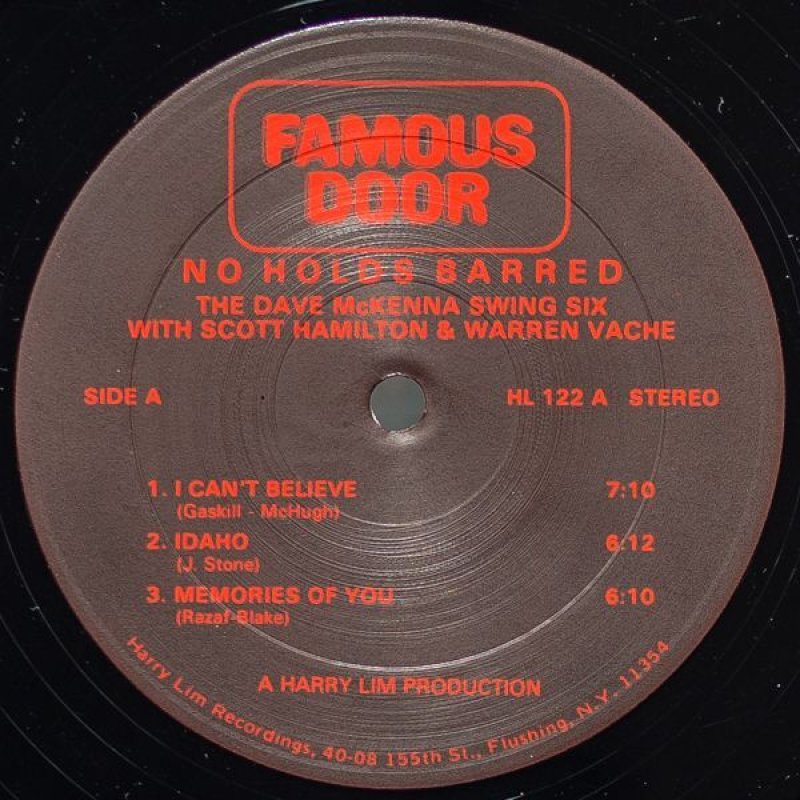 FAMOUS
DOOR
NO HOLDS BARRED
THE DAVE McKENNA SWING SIX
WITH SCOTT HAMILTON & WARREN VACHE
SIDE A HL 122 A STEREO
1. I CAN'T BELIEVE 7:10
(Gaskill - McHugh)
2. IDAHO 6:12
(J. Stone)
3. MEMORIES OF YOU 6:10
(Razaf-Blake)
A HARRY LIM PRODUCTION
Harry Lim Recordings, 40-08 155th St., Flushing, N.Y. 11354